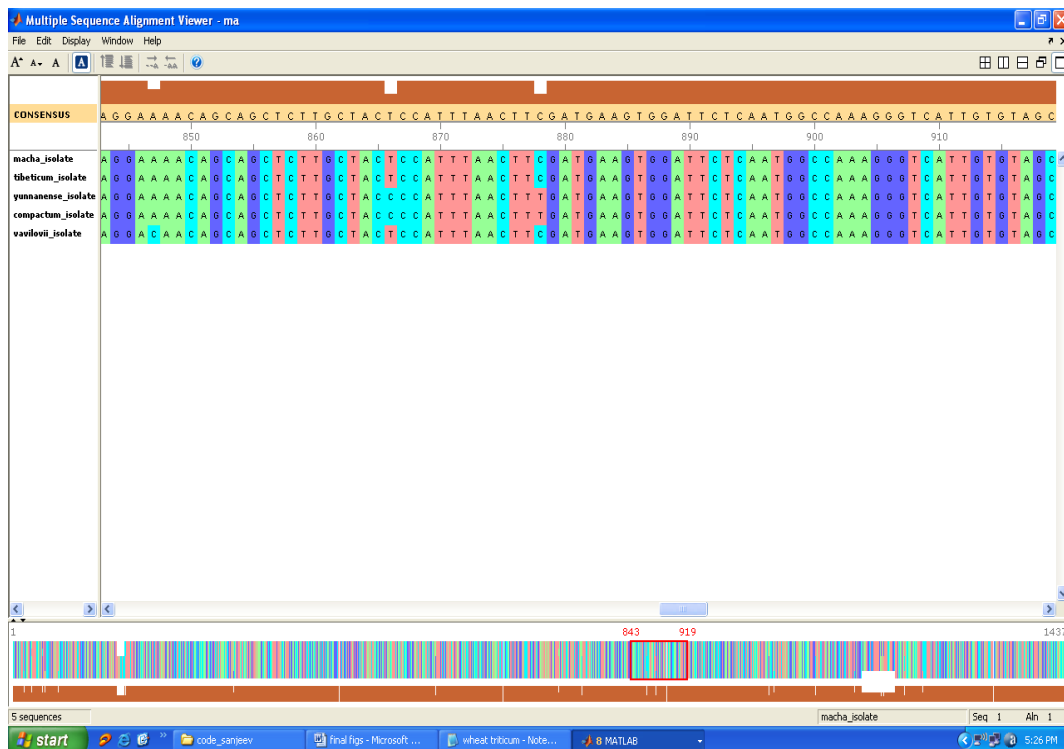 Multiple Sequence Alignment Viewer - ma
File Edit Display Window Help
CONSENSUS A G G A A A A C A G C A G C T C T T G C T A C T C C A T T T A A C T T C G A T G A A G T G G A T T C T C A A T G G C C A A A G G G T C A T T G T G T A G C
850 860 870 880 890 900 910
macha_isolate A G G A A A A C A G C A G C T C T T G C T A C T C C A T T T A A C T T C G A T G A A G T G G A T T C T C A A T G G C C A A A G G G T C A T T G T G T A G C
tibeticum_isolate A G G A A A A C A G C A G C T C T T G C T A C T C C A T T T A A C T T C G A T G A A G T G G A T T C T C A A T G G C C A A A G G G T C A T T G T G T A G C
yunnanense_isolate A G G A A A A C A G C A G C T C T T G C T A C C C C A T T T A A C T T T G A T G A A G T G G A T T C T C A A T G G C C A A A G G G T C A T T G T G T A G C
compactum_isolate A G G A A A A C A G C A G C T C T T G C T A C C C C A T T T A A C T T T G A T G A A G T G G A T T C T C A A T G G C C A A A G G G T C A T T G T G T A G C
vavilovii_isolate A G G A C A A C A G C A G C T C T T G C T A C T C C A T T T A A C T T C G A T G A A G T G G A T T C T C A A T G G C C A A A G G G T C A T T G T G T A G C
1 843 919 1437
5 sequences macha_isolate Seq 1 Aln 1
start code_sanjeev final figs - Microsoft ... wheat triticum - Note... 8 MATLAB 5:26 PM